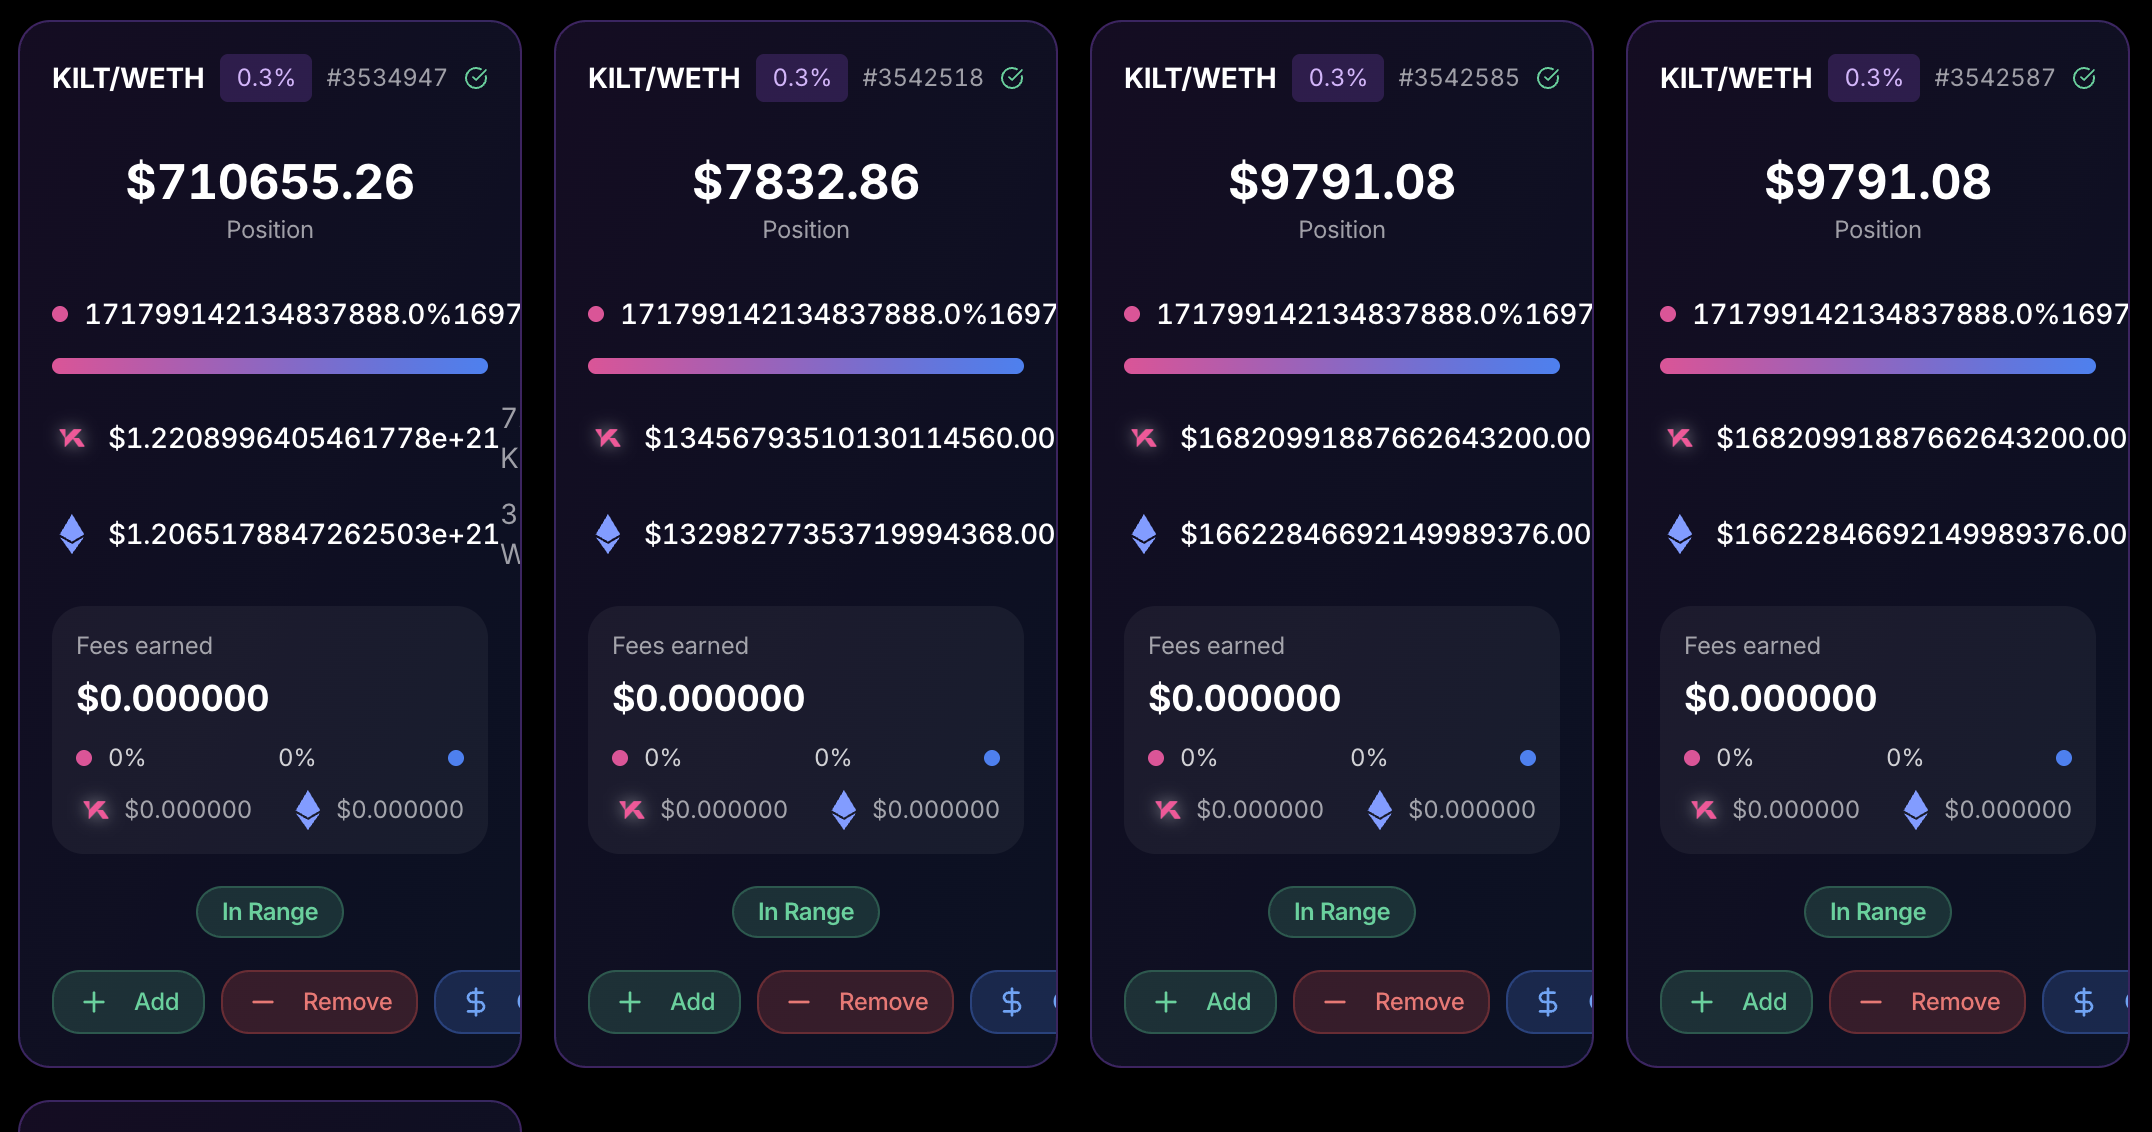 KILT/WETH 0.3% #3534947
$710655.26
Position
171799142134837888.0%1697
$1.2208996405461778e+21 7
K
$1.2065178847262503e+21 3
W
Fees earned
$0.000000
0% 0%
$0.000000 $0.000000
In Range
Add Remove
KILT/WETH 0.3% #3542518
$7832.86
Position
171799142134837888.0%1697
$13456793510130114560.00
$13298277353719994368.00
Fees earned
$0.000000
0% 0%
$0.000000 $0.000000
In Range
Add Remove
KILT/WETH 0.3% #3542585
$9791.08
Position
171799142134837888.0%1697
$16820991887662643200.00
$16622846692149989376.00
Fees earned
$0.000000
0% 0%
$0.000000 $0.000000
In Range
Add Remove
KILT/WETH 0.3% #3542587
$9791.08
Position
171799142134837888.0%1697
$16820991887662643200.00
$16622846692149989376.00
Fees earned
$0.000000
0% 0%
$0.000000 $0.000000
In Range
Add Remove